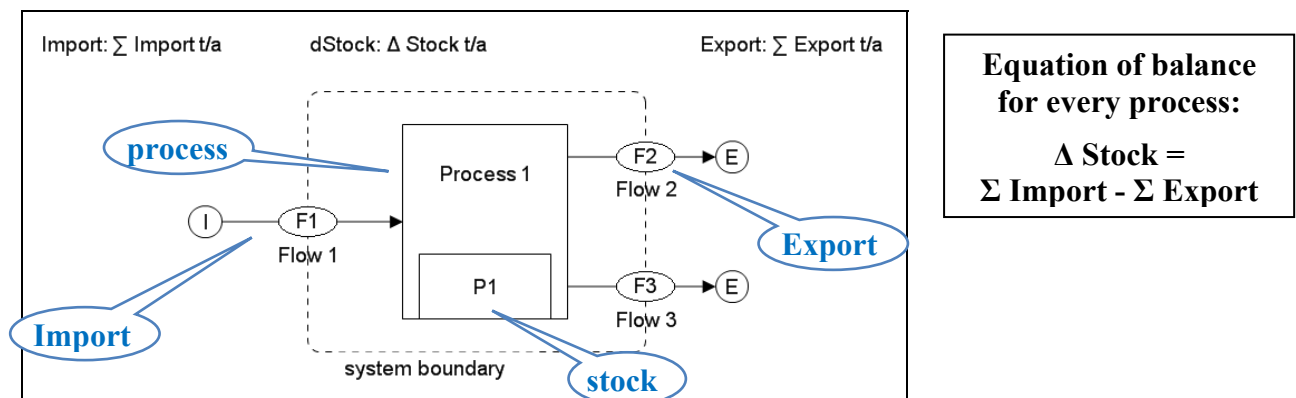 Import: ∑ Import t/a
dStock: Δ Stock t/a
Export: ∑ Export t/a
process
Process 1
F2
E
Flow 2
I
F1
Flow 1
Export
P1
F3
E
Flow 3
Import
system boundary
stock
Equation of balance
for every process:
Δ Stock =
Σ Import - Σ Export